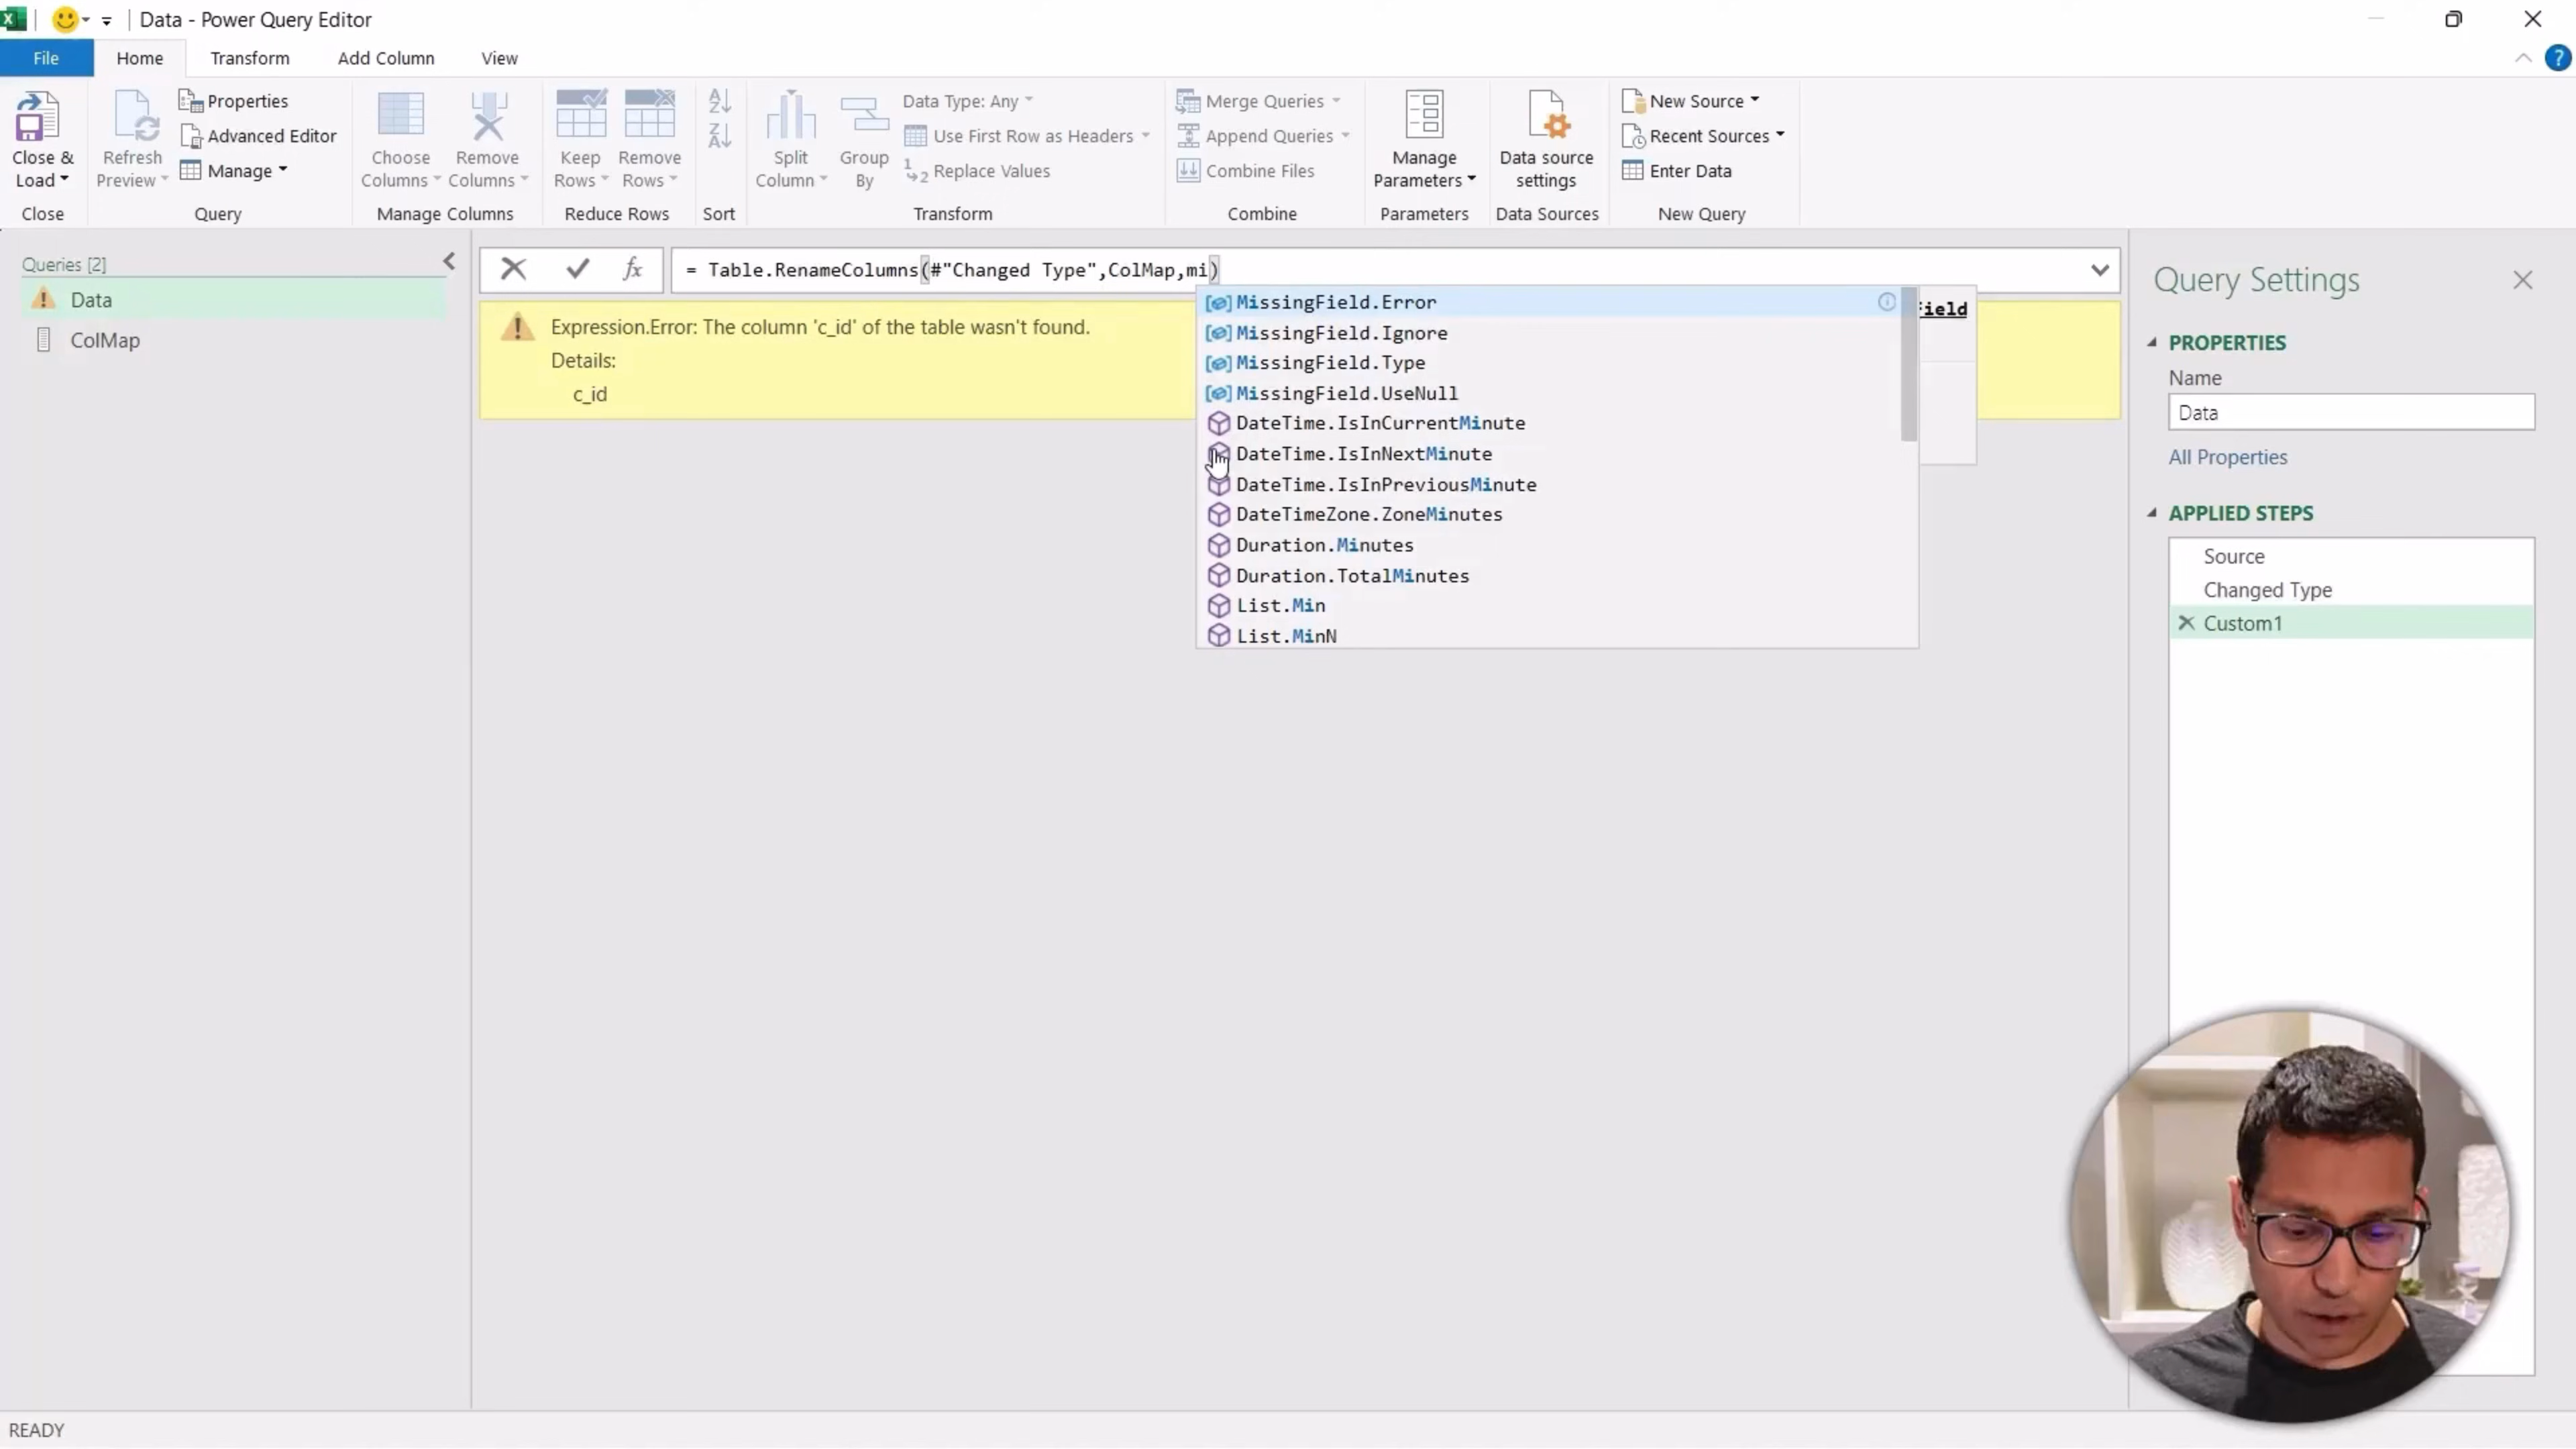 Data - Power Query Editor
File Home Transform Add Column View
?
Close & Load
Refresh Preview
Properties
Advanced Editor
Manage
Choose Columns
Remove Columns
Keep Rows
Remove Rows
Split Column
Group By
Data Type: Any
Use First Row as Headers
Replace Values
Merge Queries
Append Queries
Combine Files
Manage Parameters
Data source settings
New Source
Recent Sources
Enter Data
Close Query Manage Columns Reduce Rows Sort Transform Combine Parameters Data Sources New Query
Queries [2]
Data
ColMap
fx = Table.RenameColumns(#"Changed Type",ColMap,mi)
Expression.Error: The column 'c_id' of the table wasn't found.
Details:
c_id
MissingField.Error
MissingField.Ignore
MissingField.Type
MissingField.UseNull
DateTime.IsInCurrentMinute
DateTime.IsInNextMinute
DateTime.IsInPreviousMinute
DateTimeZone.ZoneMinutes
Duration.Minutes
Duration.TotalMinutes
List.Min
List.MinN
Field
Query Settings
PROPERTIES
Name
Data
All Properties
APPLIED STEPS
Source
Changed Type
Custom1
READY